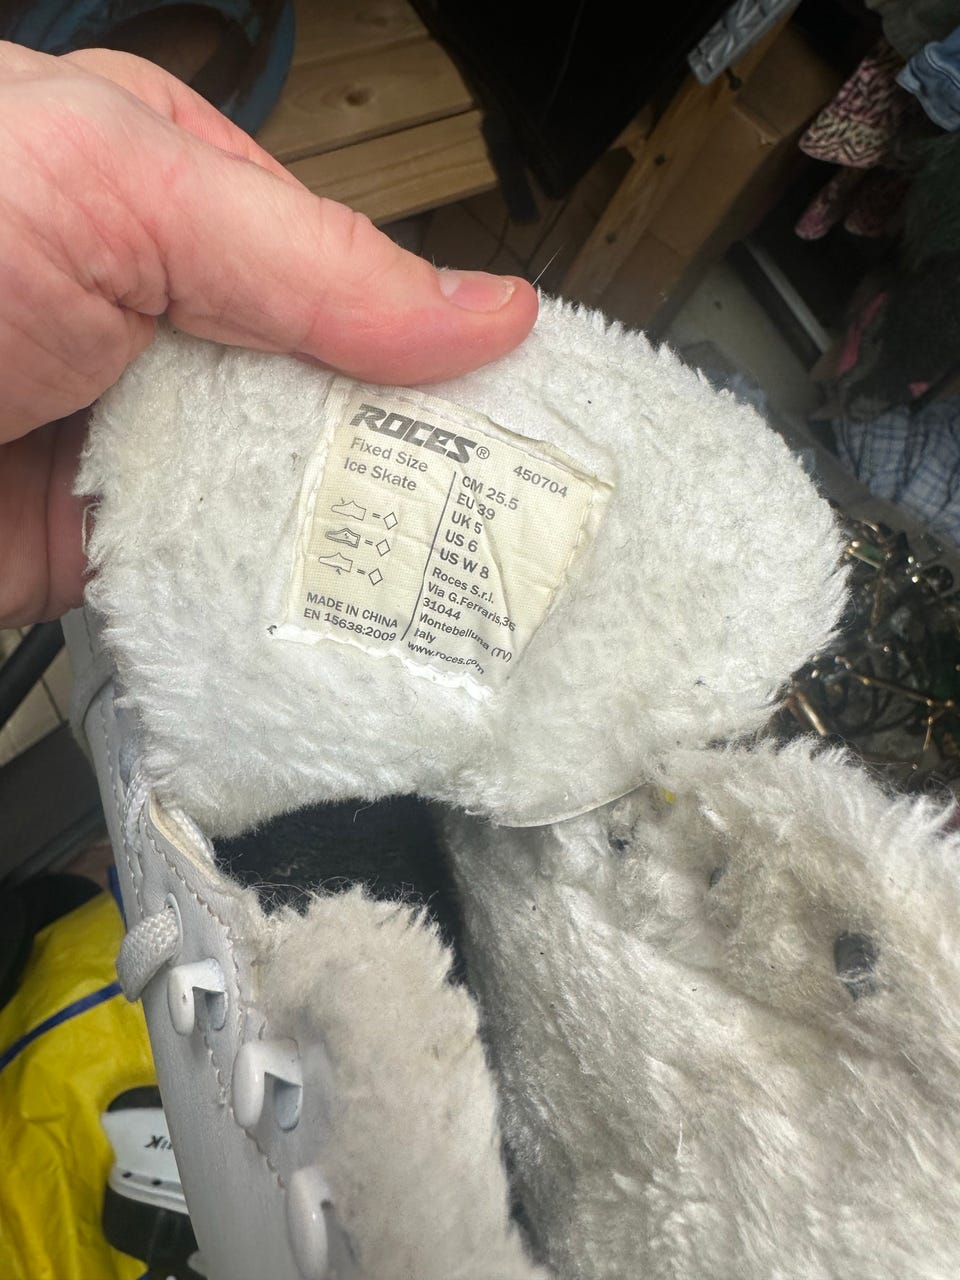 ROCES®
450704
Fixed Size
Ice Skate
CM 25.5
EU 39
UK 5
US 6
US W 8
Roces S.r.l.
Via G.Ferraris,36
31044
Montebelluna (TV)
Italy
www.roces.com
MADE IN CHINA
EN 15638:2009